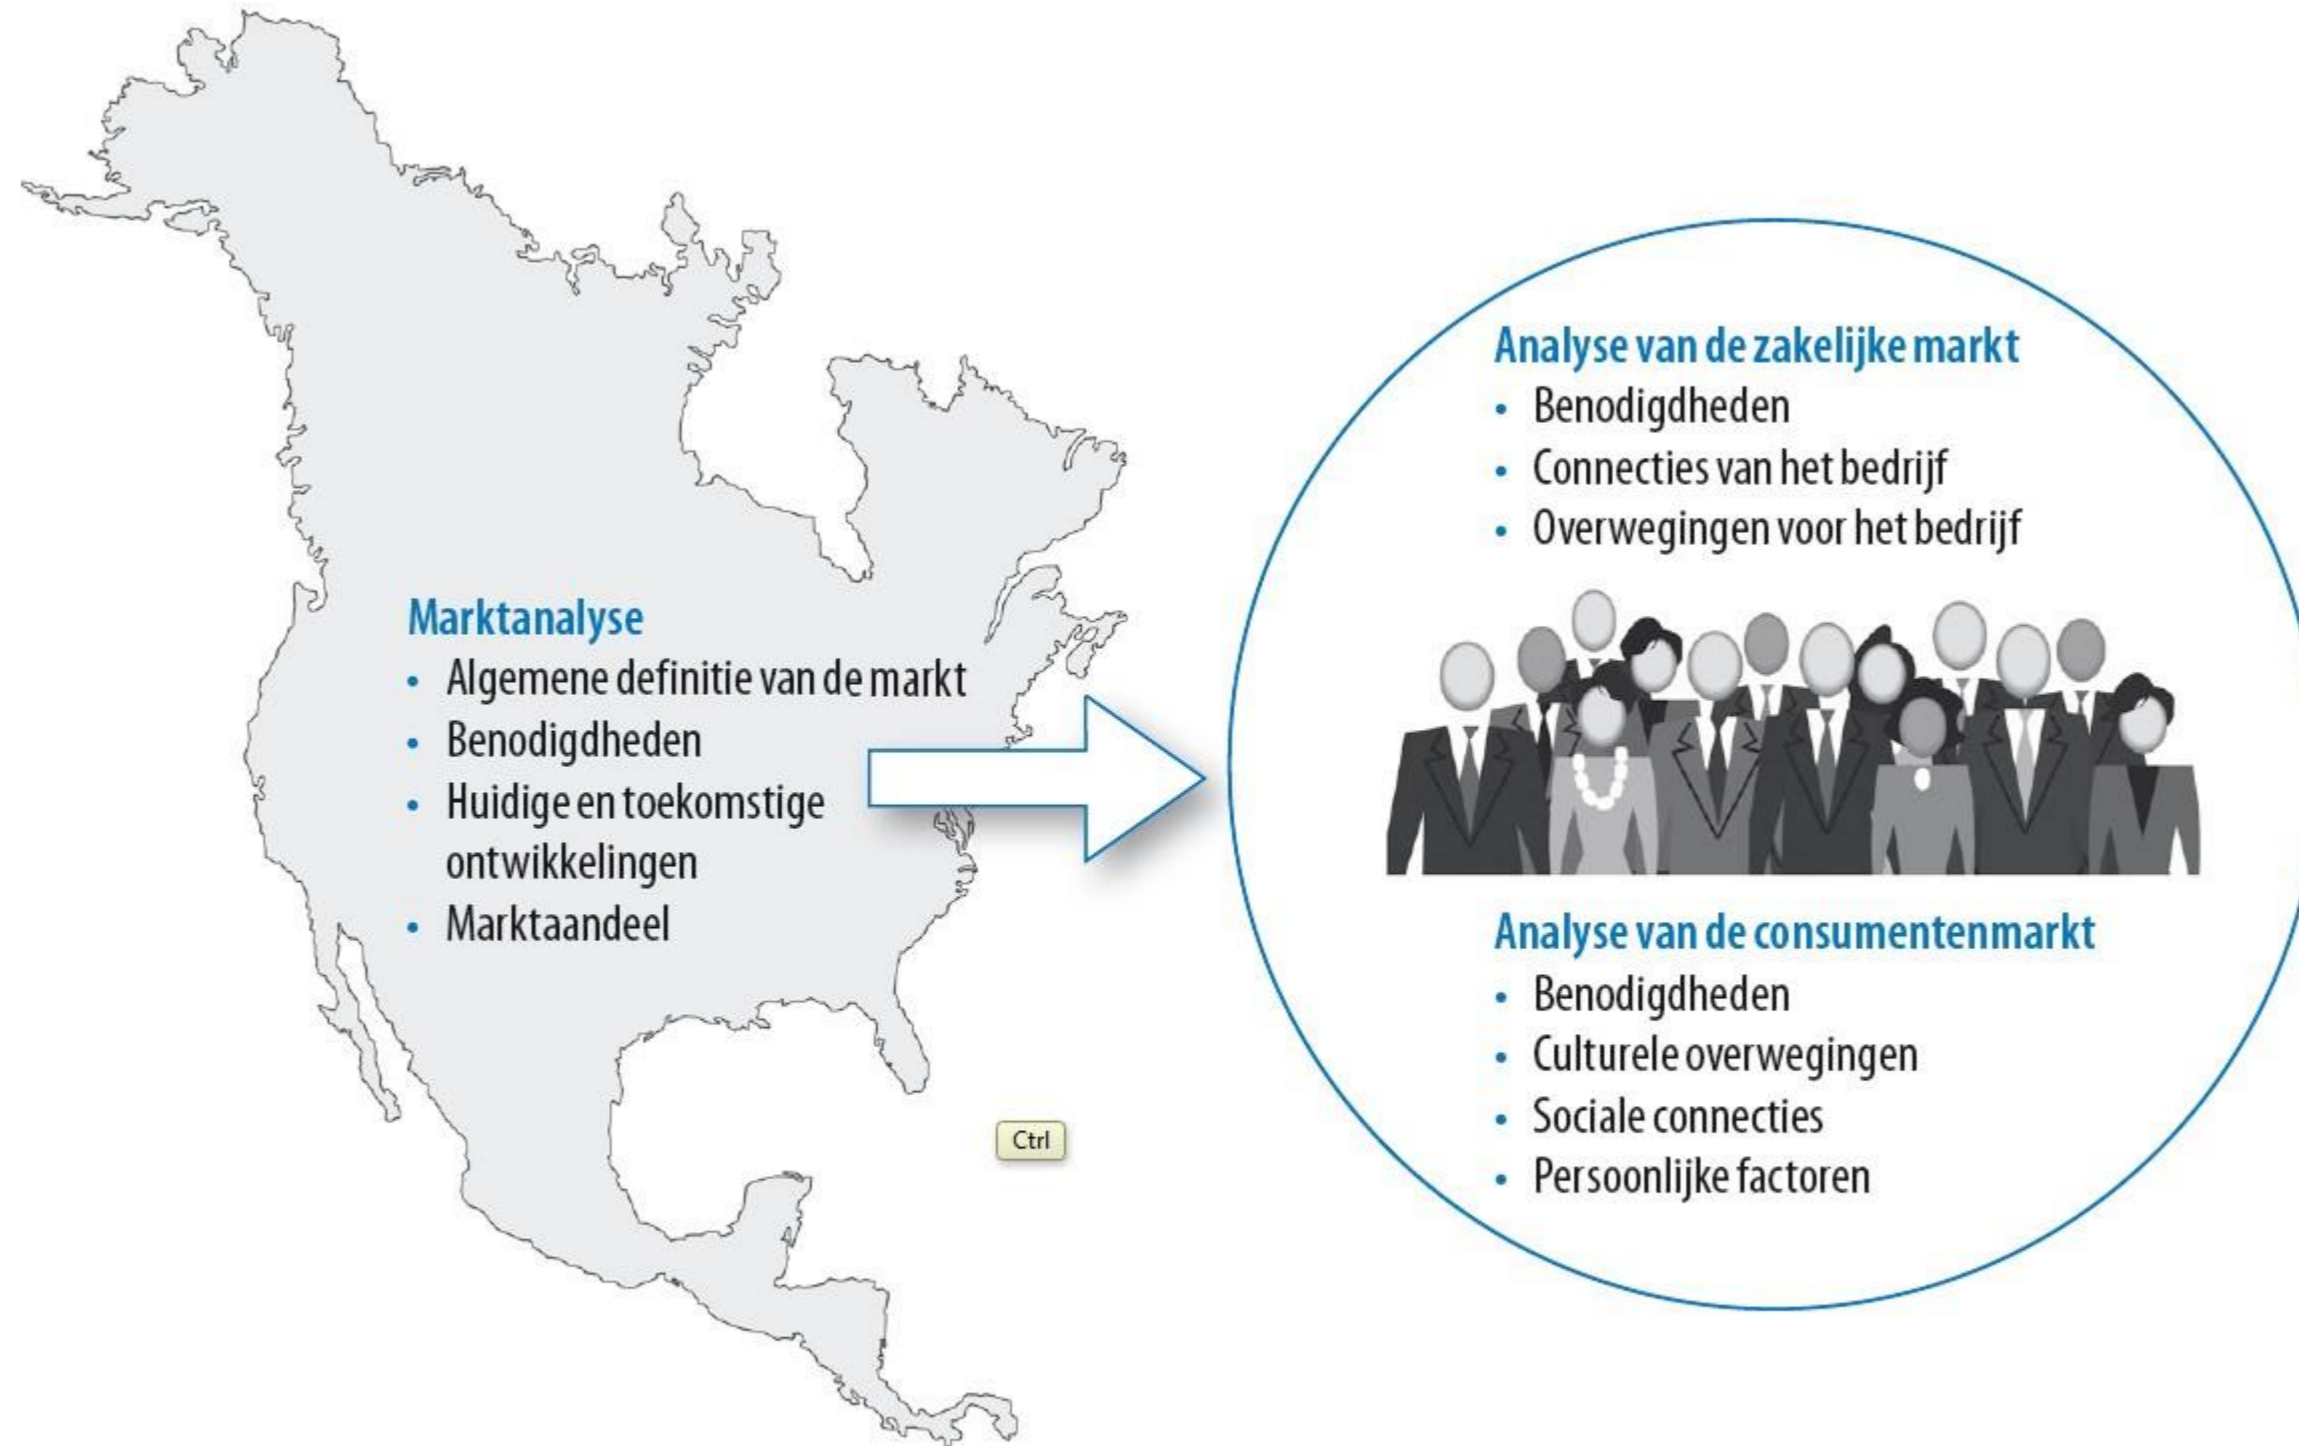 Marktanalyse
• Algemene definitie van de markt
• Benodigdheden
• Huidige en toekomstige
ontwikkelingen
• Marktaandeel
Ctrl
Analyse van de zakelijke markt
• Benodigdheden
• Connecties van het bedrijf
• Overwegingen voor het bedrijf
Analyse van de consumentenmarkt
• Benodigdheden
• Culturele overwegingen
• Sociale connecties
• Persoonlijke factoren